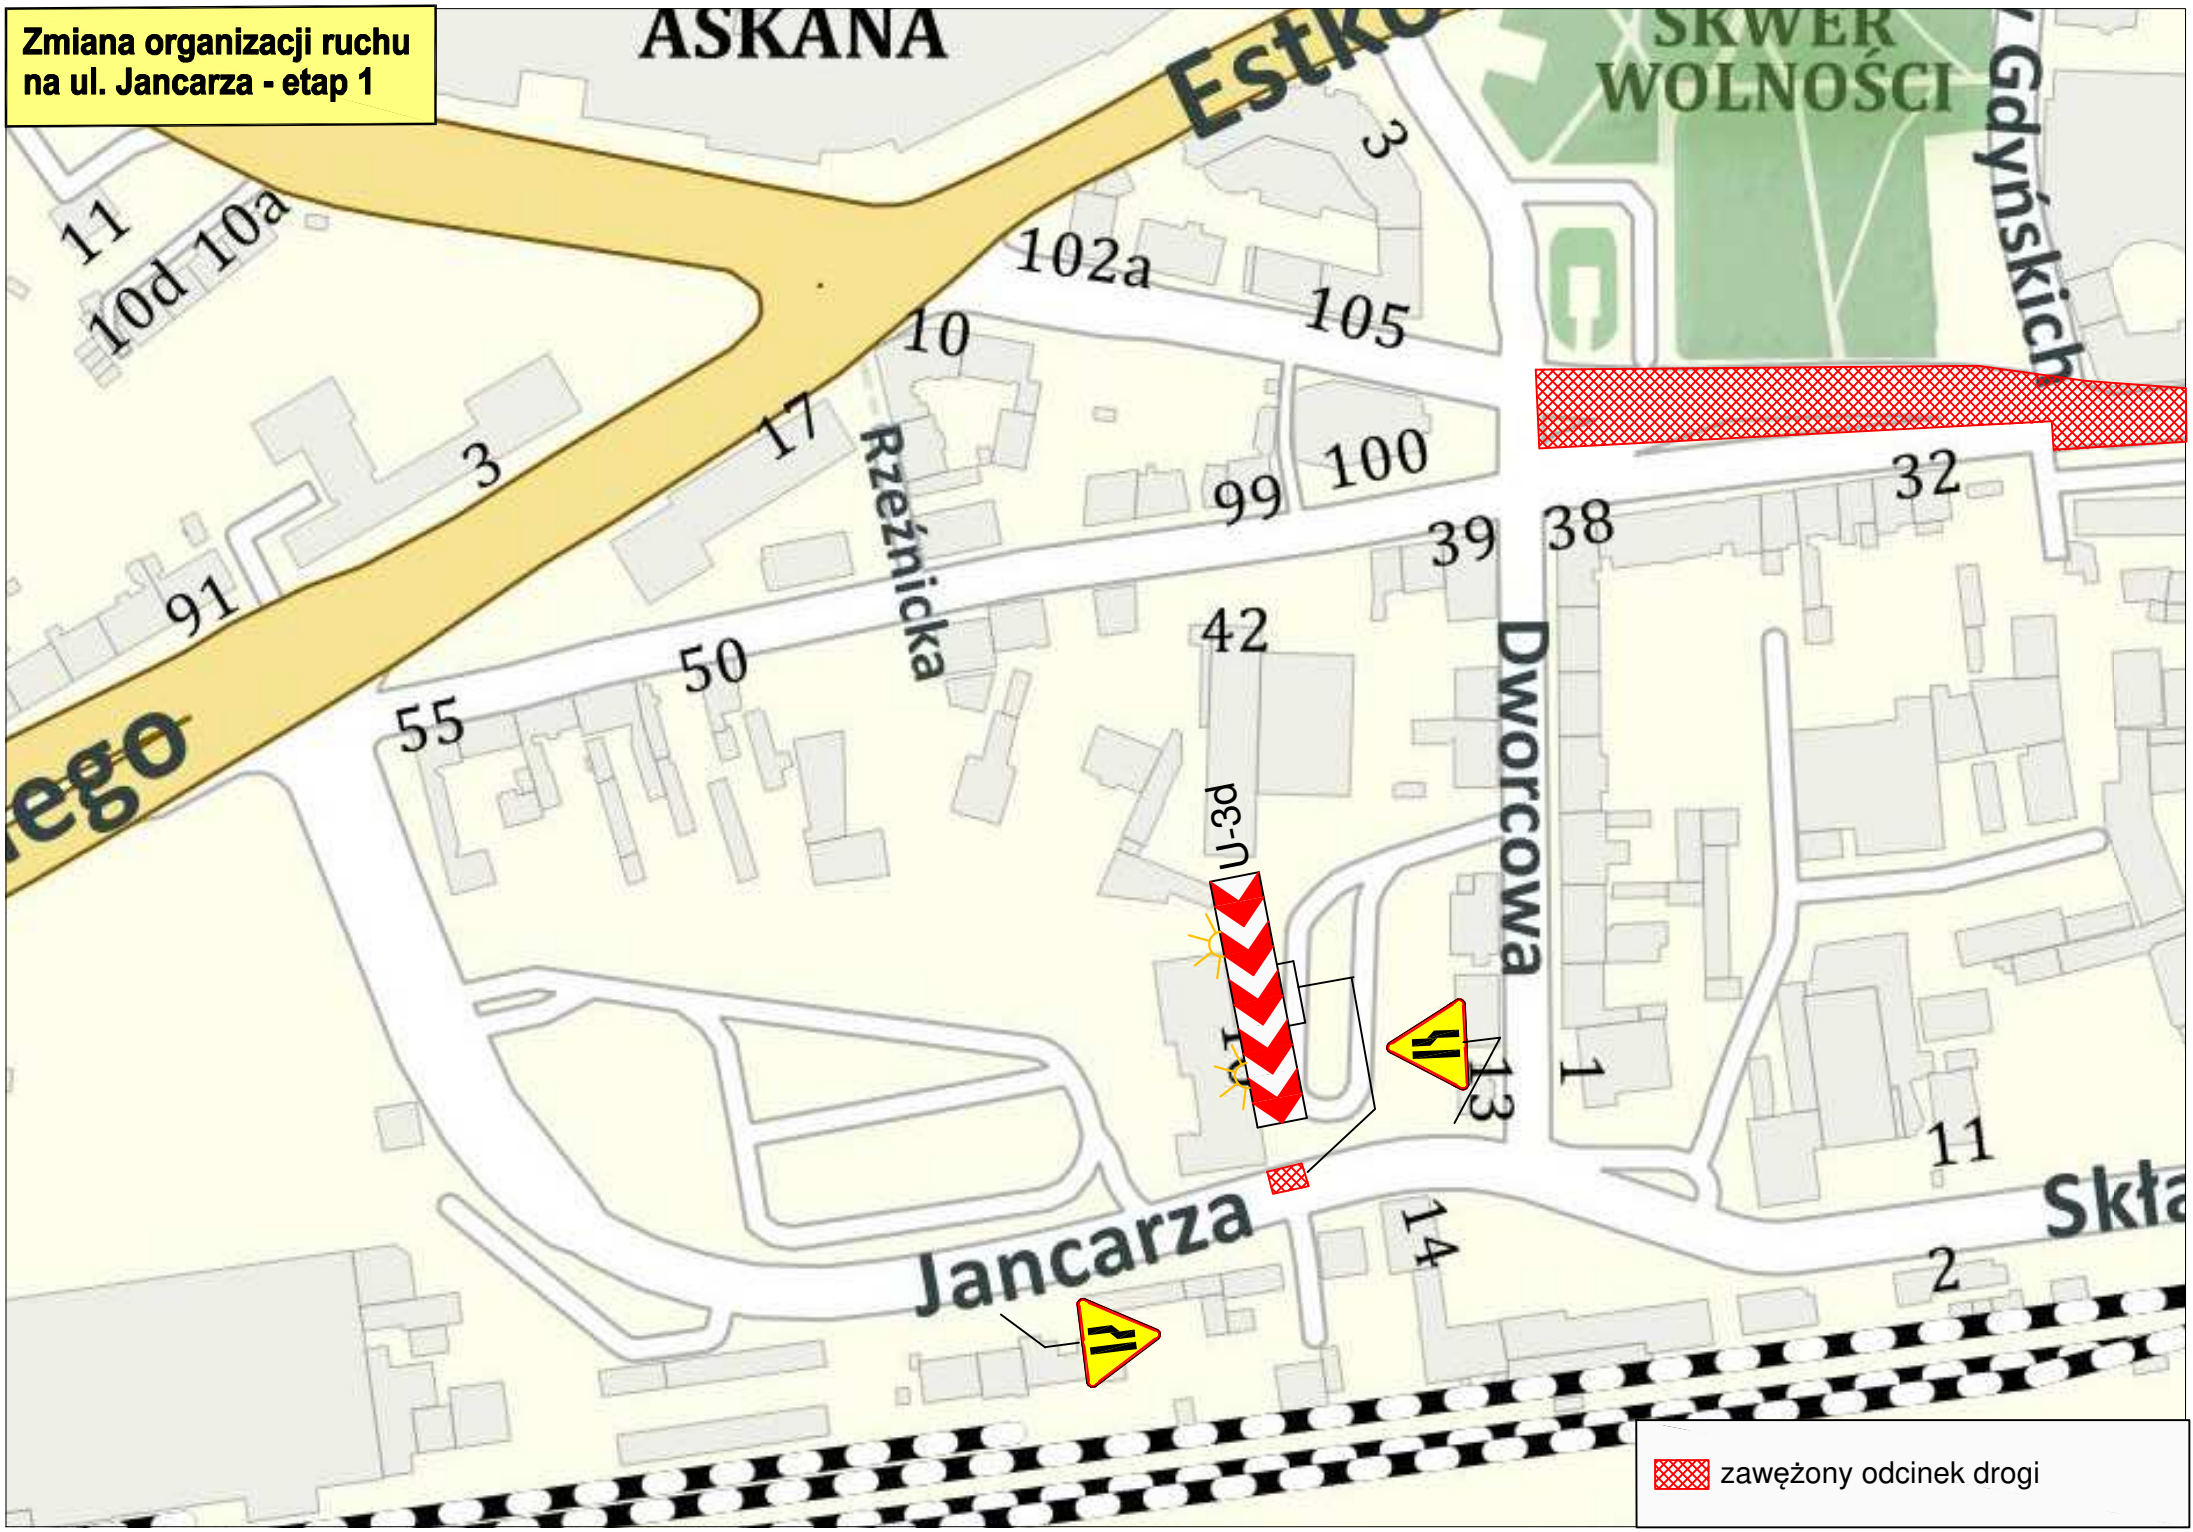 Zmiana organizacji ruchu
na ul. Jancarza - etap 1
ASKANA
Estko
SKWER
WOLNOŚCI
Gdyńskich
3
11
10a
10d
102a
105
10
17
3
Rzeźnicka
100
99
32
39
38
91
42
50
55
ego
Dworcowa
U-3d
13
1
11
Skła
Jancarza
14
2
zawężony odcinek drogi